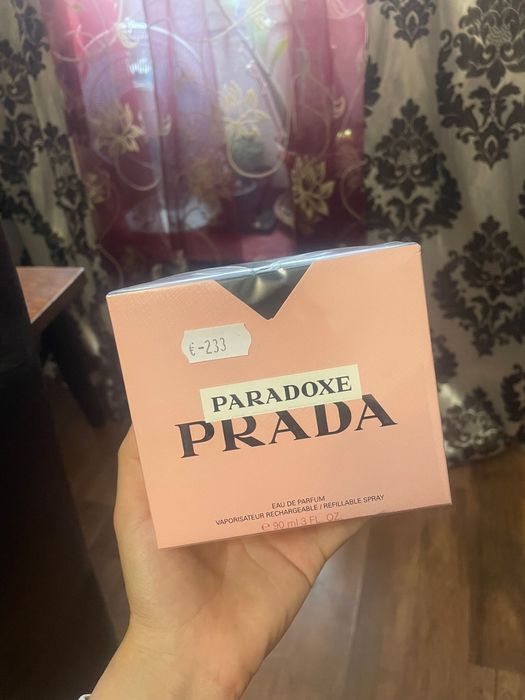 €-233
PARADOXE
PRADA
EAU DE PARFUM
VAPORISATEUR RECHARGEABLE / REFILLABLE SPRAY
℮ 90 ml 3 FL. OZ.